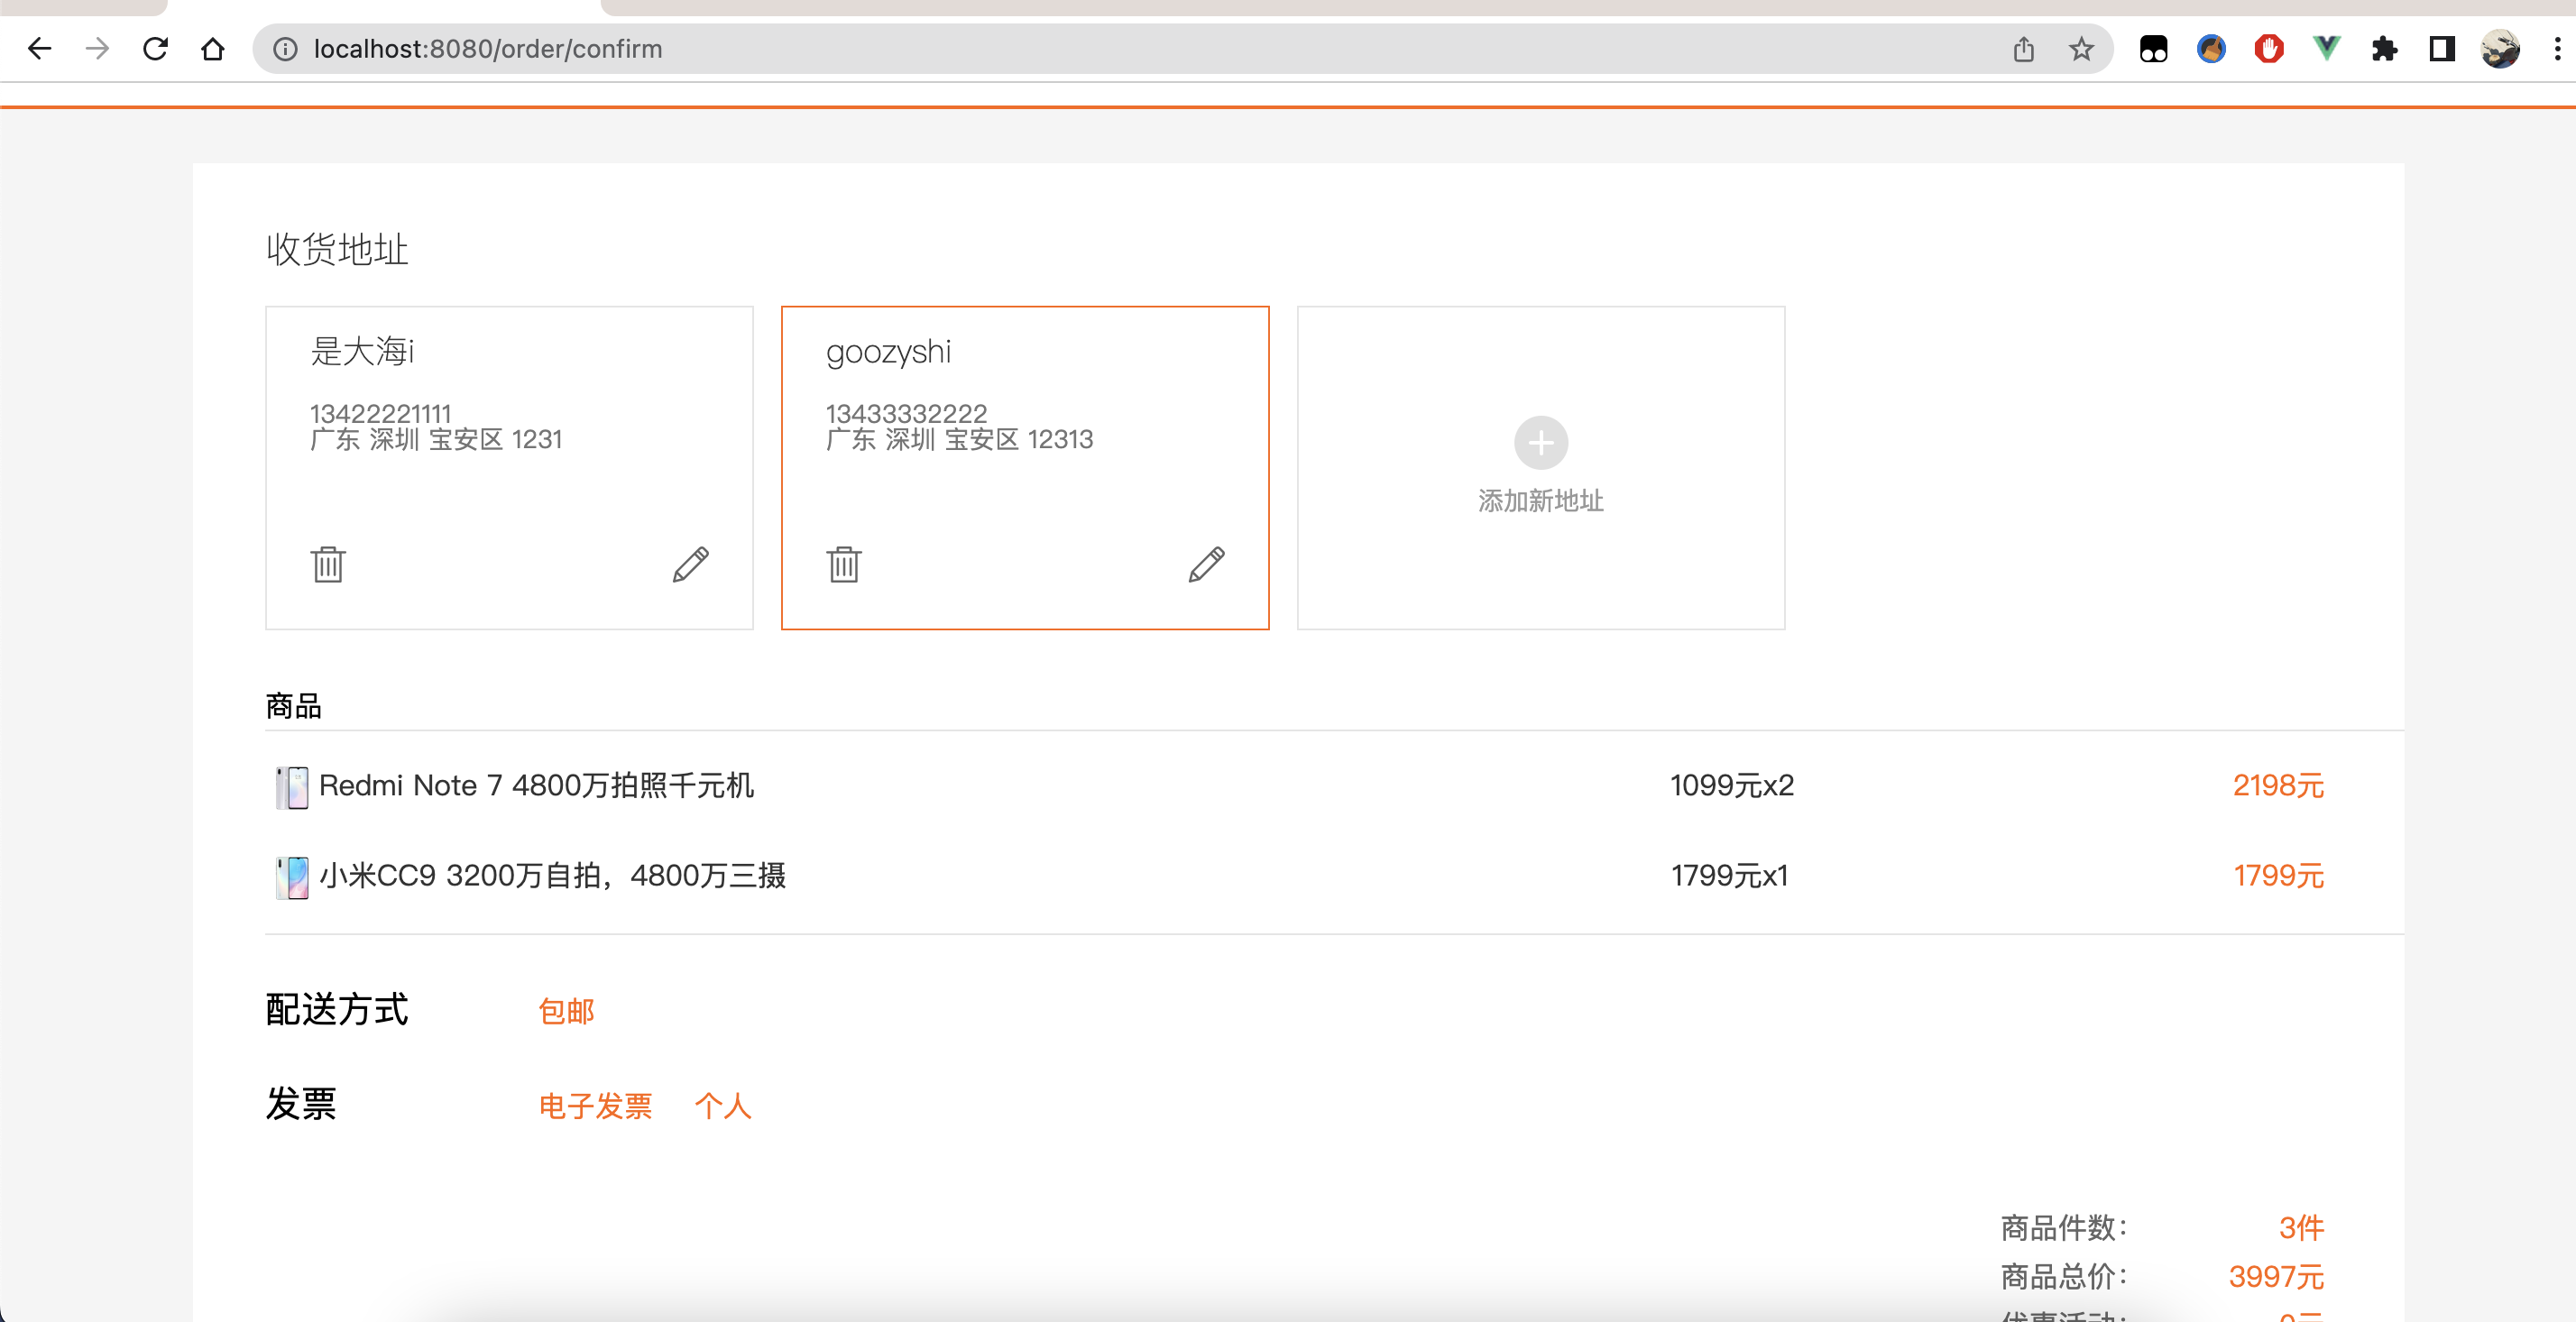 localhost:8080/order/confirm
收货地址
是大海i
13422221111
广东 深圳 宝安区 1231
goozyshi
13433332222
广东 深圳 宝安区 12313
添加新地址
商品
Redmi Note 7 4800万拍照千元机 1099元x2 2198元
小米CC9 3200万自拍，4800万三摄 1799元x1 1799元
配送方式 包邮
发票 电子发票 个人
商品件数： 3件
商品总价： 3997元
优惠活动： 0元